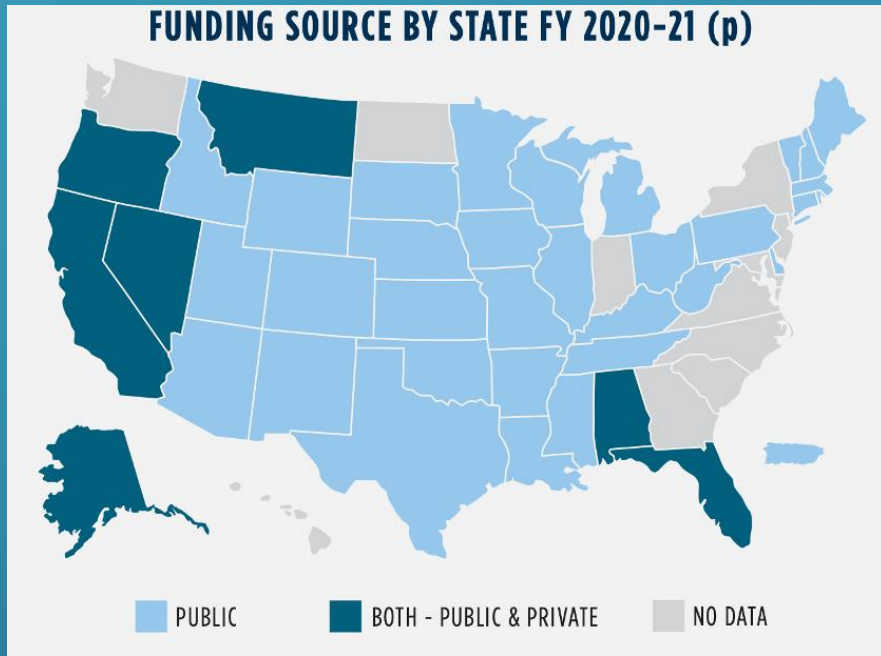 FUNDING SOURCE BY STATE FY 2020-21 (p)
PUBLIC
BOTH - PUBLIC & PRIVATE
NO DATA